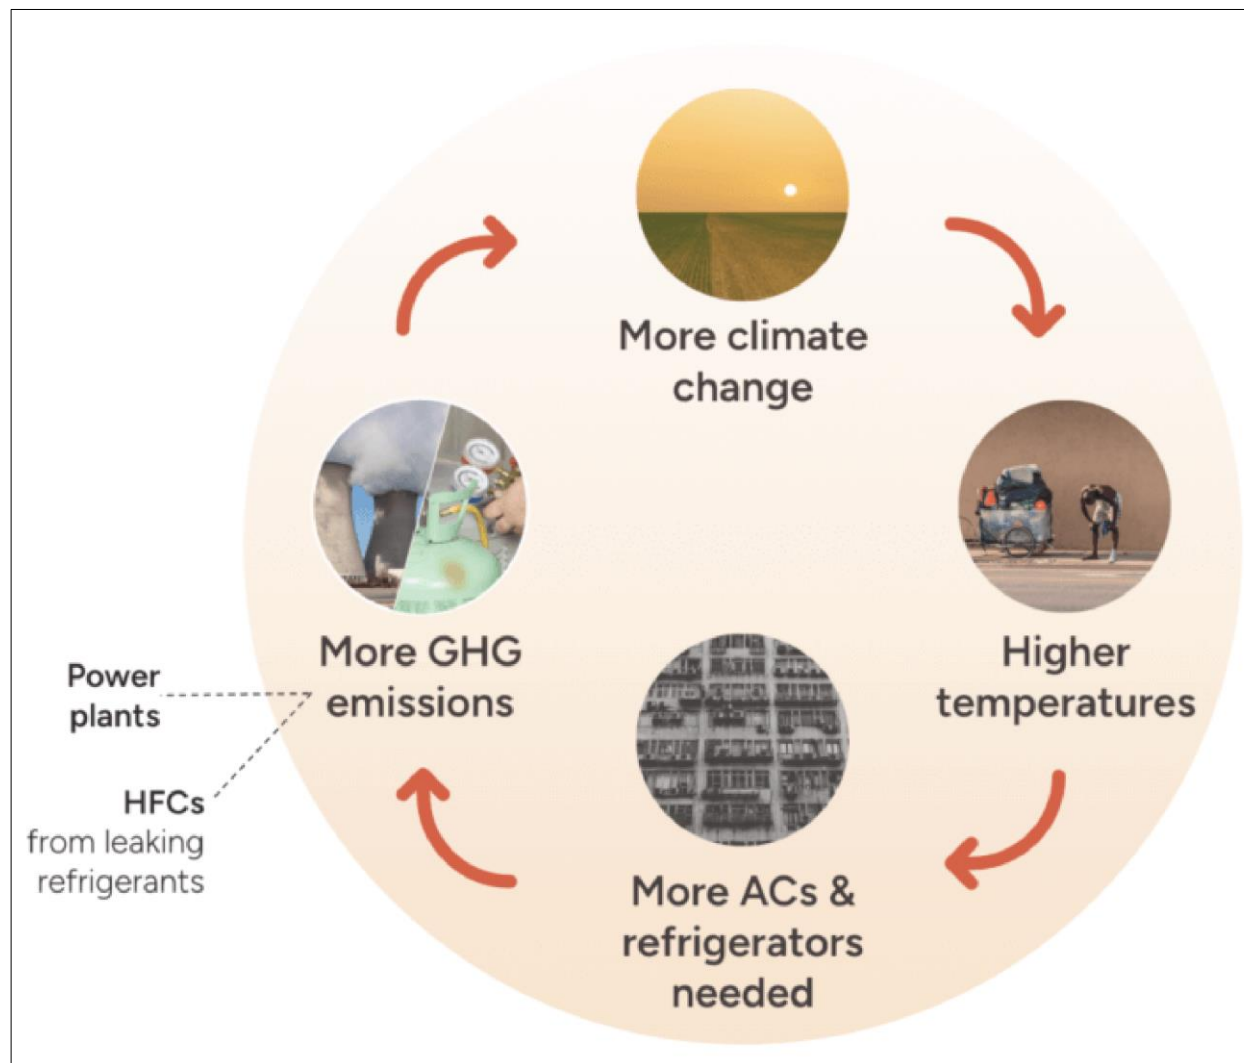 More climate
change
Higher
temperatures
More ACs &
refrigerators
needed
More GHG
emissions
Power
plants
HFCs
from leaking
refrigerants